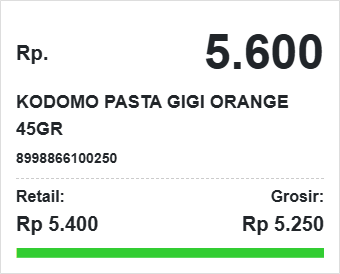 Rp. 5.600
KODOMO PASTA GIGI ORANGE
45GR
8998866100250
Retail: Grosir:
Rp 5.400 Rp 5.250